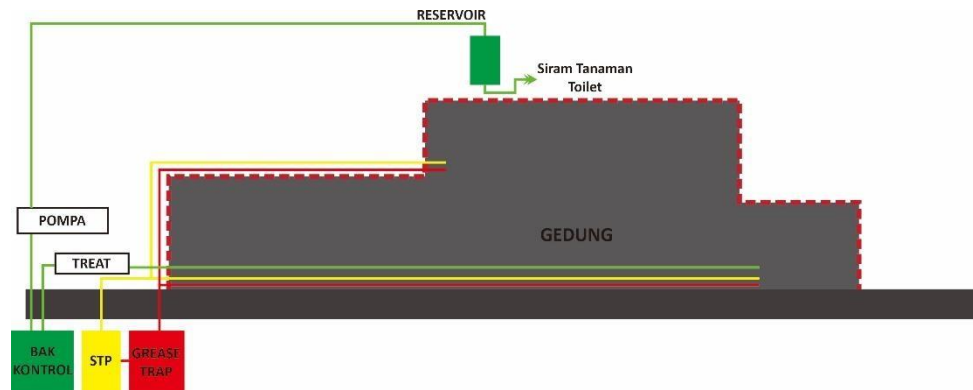 RESERVOIR
Siram Tanaman
Toilet
POMPA
GEDUNG
TREAT
BAK
KONTROL
STP
GREASE
TRAP